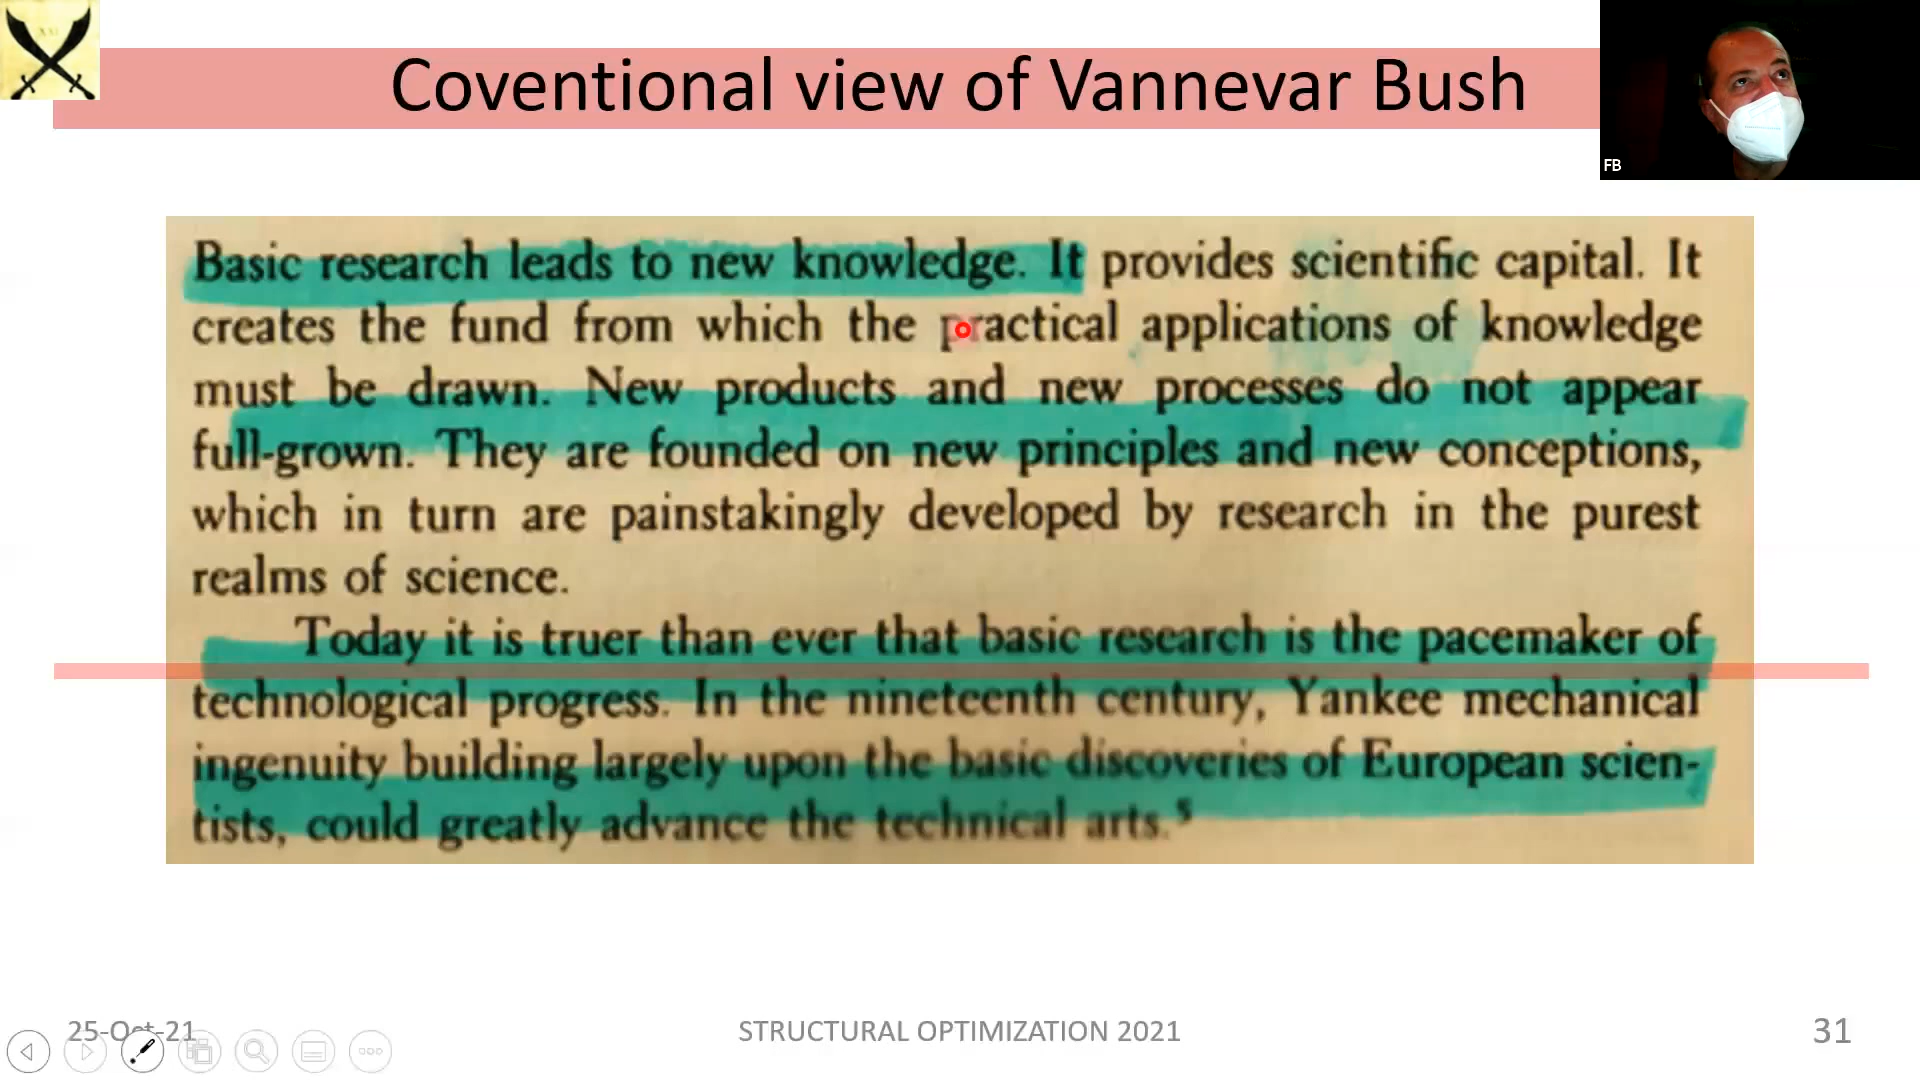 Coventional view of Vannevar Bush
FB
Basic research leads to new knowledge. It provides scientific capital. It
creates the fund from which the practical applications of knowledge
must be drawn. New products and new processes do not appear
full-grown. They are founded on new principles and new conceptions,
which in turn are painstakingly developed by research in the purest
realms of science.
Today it is truer than ever that basic research is the pacemaker of
technological progress. In the nineteenth century, Yankee mechanical
ingenuity building largely upon the basic discoveries of European scien-
tists, could greatly advance the technical arts.⁵
25-Oct-21
STRUCTURAL OPTIMIZATION 2021
31